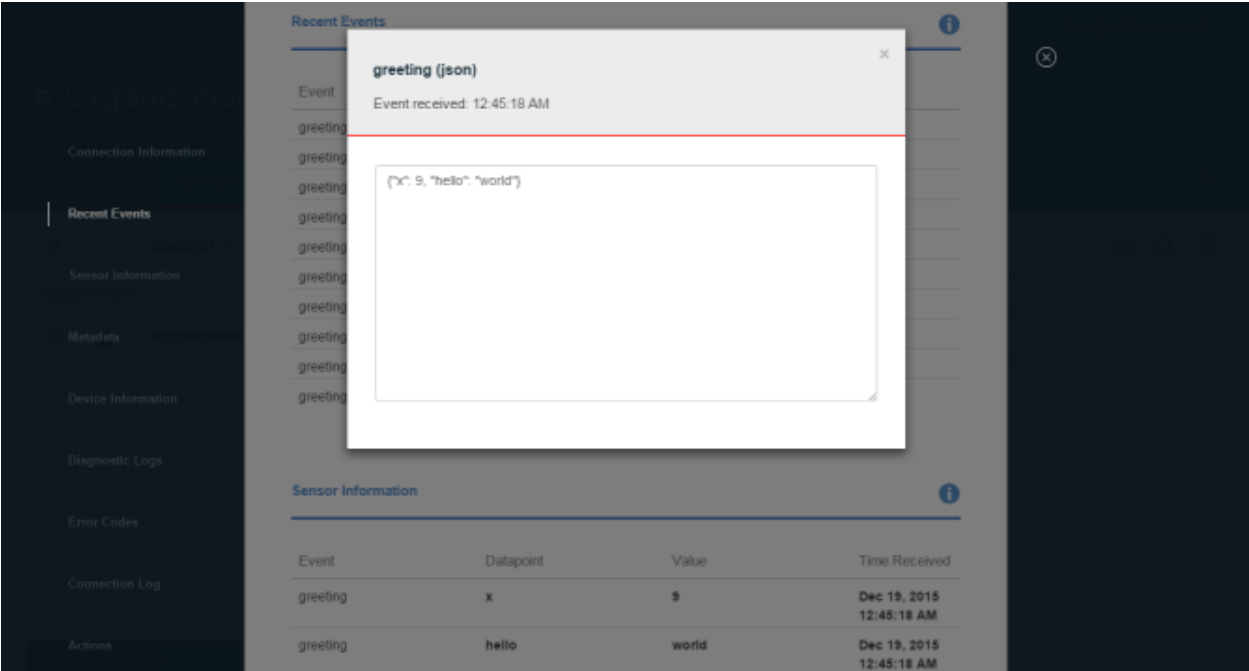 Recent Events
greeting (json)
Event received: 12:45:18 AM
×
Organization
Event
greeting
greeting
greeting
greeting
greeting
greeting
greeting
greeting
greeting
greeting
{"x": 9, "hello": "world"}
Connection Information
Recent Events
Sensor Information
Metadata
Device Information
Diagnostic Logs
Error Codes
Connection Log
Actions
Sensor Information
Event Datapoint Value Time Received
greeting x 9 Dec 19, 2015
12:45:18 AM
greeting hello world Dec 19, 2015
12:45:18 AM